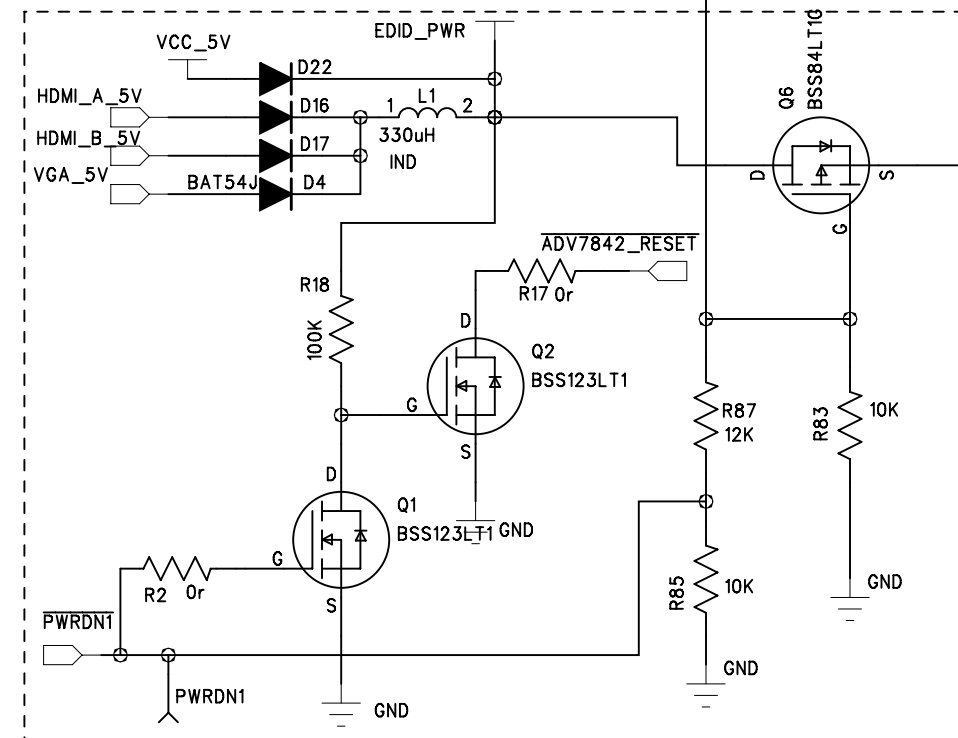 EDID_PWR
VCC_5V
D22
HDMI_A_5V
D16
1
L1
2
330uH
IND
HDMI_B_5V
D17
VGA_5V
BAT54J
D4
Q6
BSS84LT1G
D
S
G
ADV7842_RESET
R17 0r
R18
100K
D
Q2
BSS123LT1
G
S
GND
D
Q1
BSS123LT1
G
S
R2
0r
PWRDN1
PWRDN1
GND
R87
12K
R83
10K
R85
10K
GND
GND